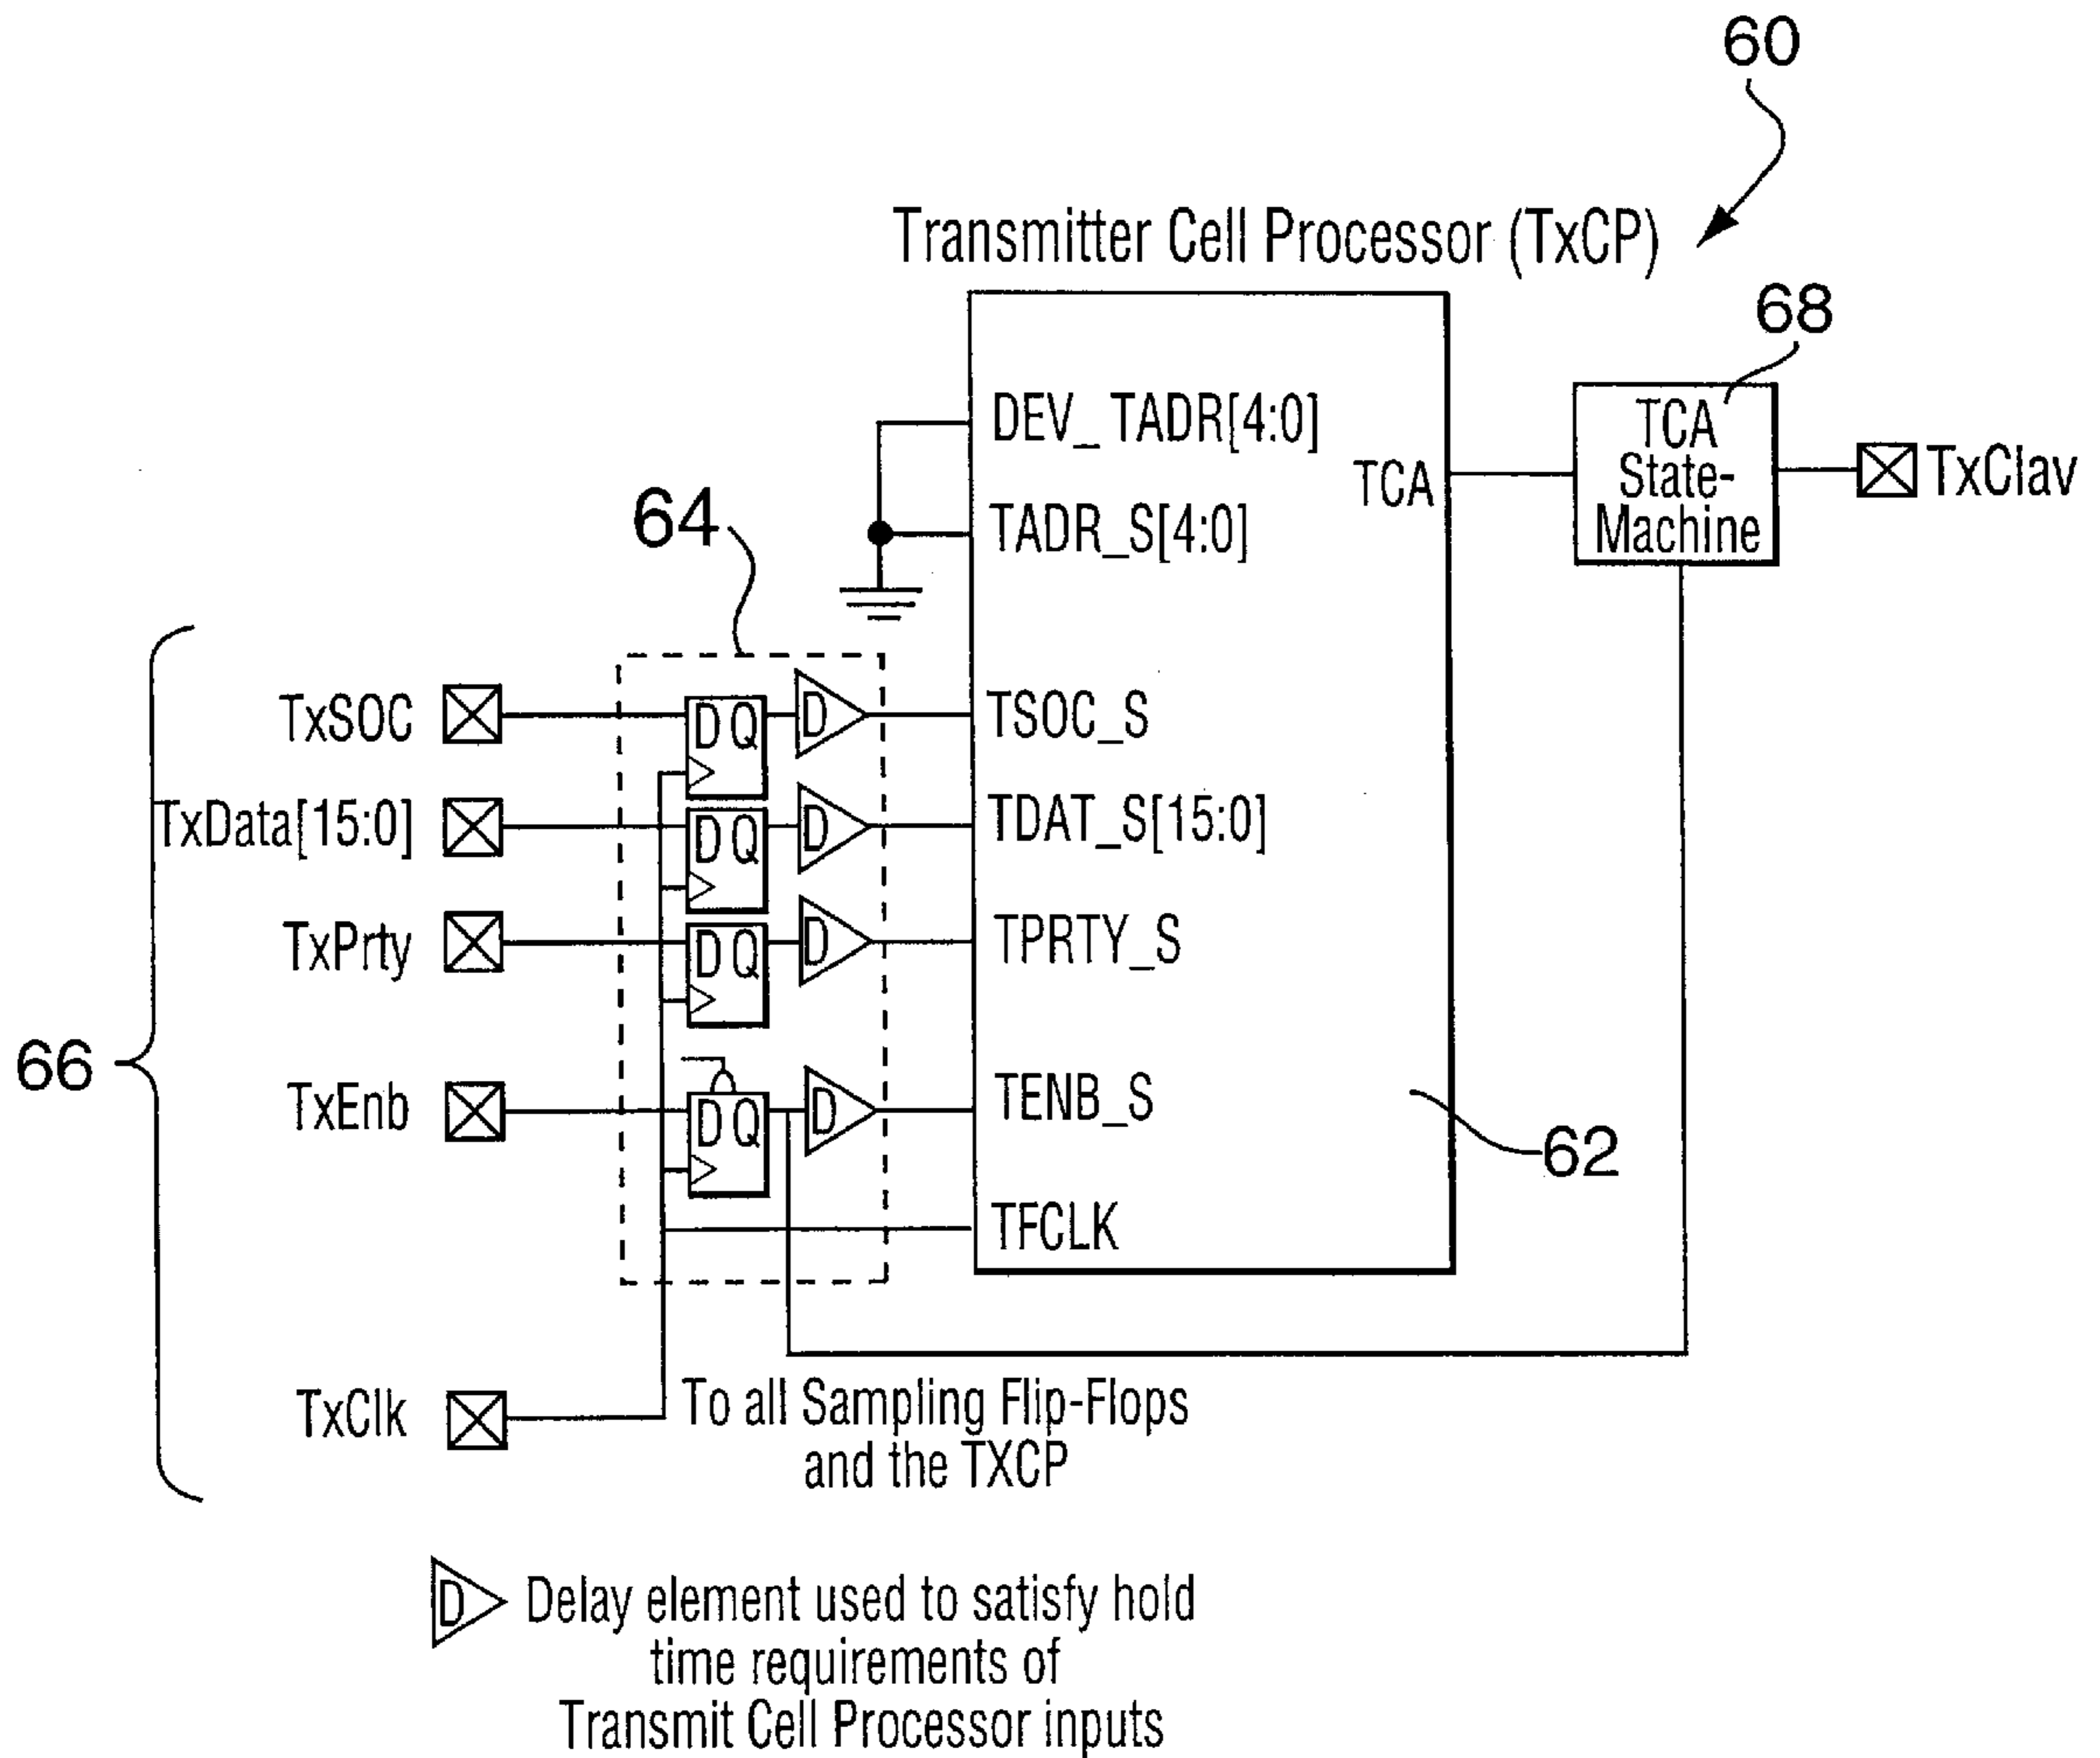 60
Transmitter Cell Processor (TxCP)
68
DEV_TADR[4:0]
TCA
TCA
State-
Machine
TxClav
64
TADR_S[4:0]
TxSOC
D Q
D
TSOC_S
TxData[15:0]
D Q
D
TDAT_S[15:0]
TxPrty
D Q
D
TPRTY_S
66
TxEnb
D Q
D
TENB_S
62
TFCLK
TxClk
To all Sampling Flip-Flops
and the TXCP
D
Delay element used to satisfy hold
time requirements of
Transmit Cell Processor inputs